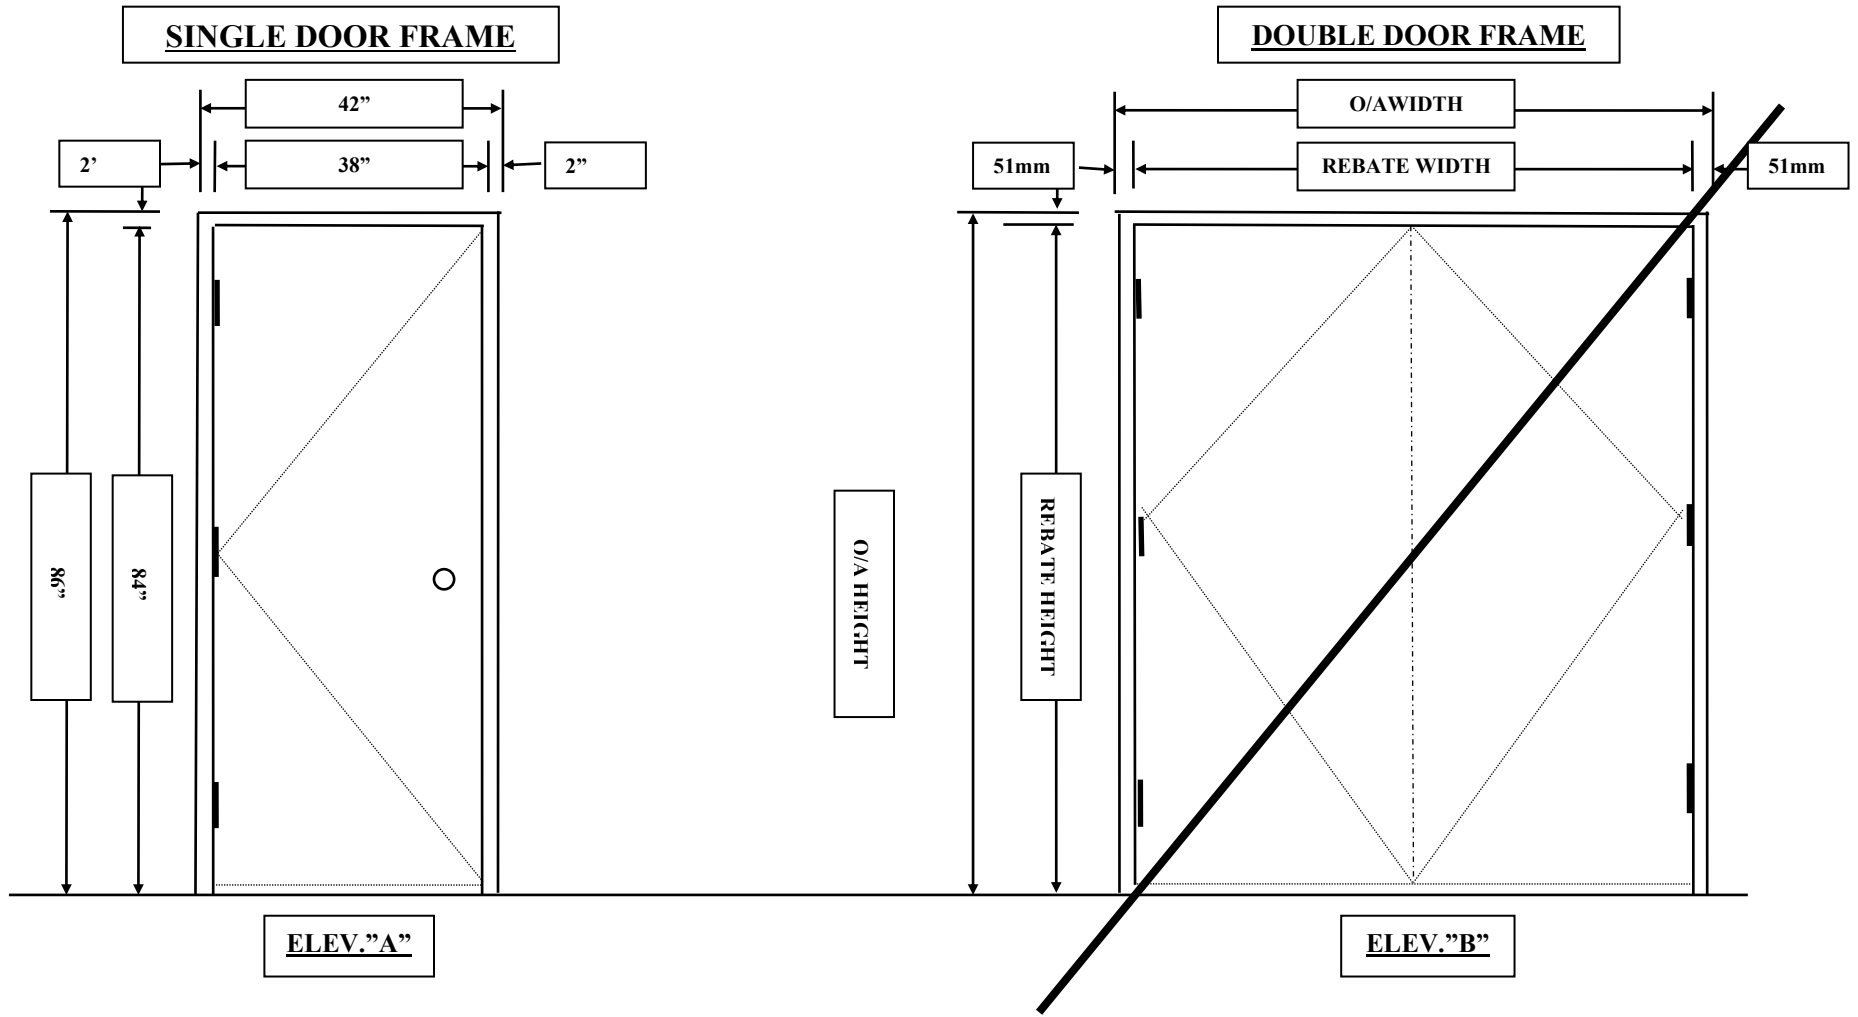 SINGLE DOOR FRAME
DOUBLE DOOR FRAME
42”
O/AWIDTH
2’
38”
2”
51mm
REBATE WIDTH
51mm
86”
84”
O/A HEIGHT
REBATE HEIGHT
ELEV.”A”
ELEV.”B”